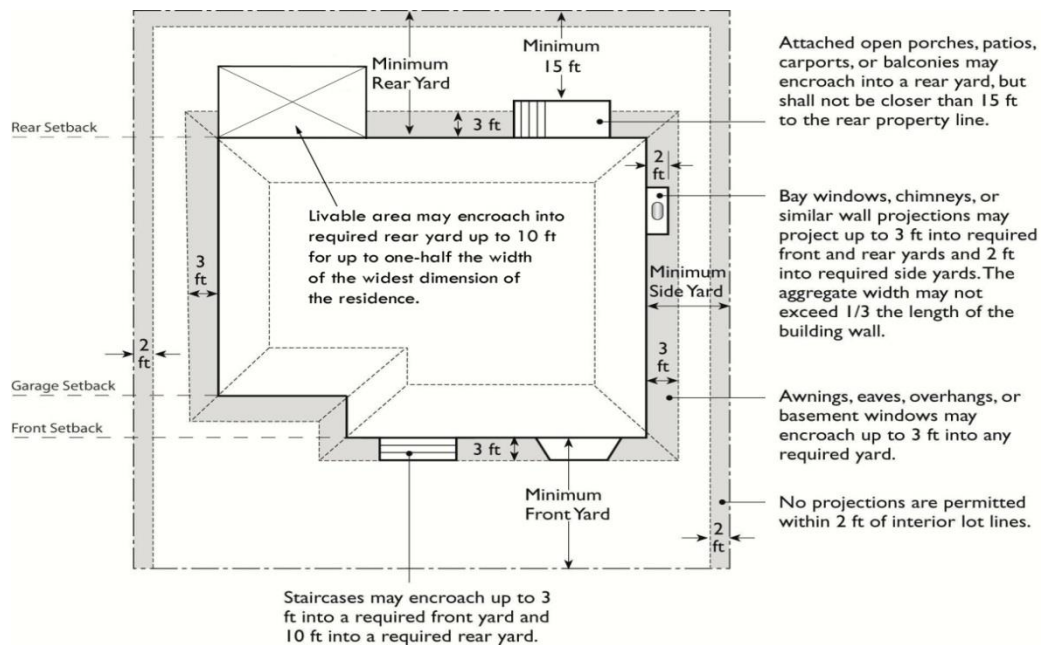 Minimum
Rear Yard
Minimum
15 ft
Attached open porches, patios,
carports, or balconies may
encroach into a rear yard, but
shall not be closer than 15 ft
to the rear property line.
Rear Setback
3 ft
2
ft
Livable area may encroach into
required rear yard up to 10 ft
for up to one-half the width
of the widest dimension of
the residence.
Bay windows, chimneys, or
similar wall projections may
project up to 3 ft into required
front and rear yards and 2 ft
into required side yards. The
aggregate width may not
exceed 1/3 the length of the
building wall.
3
ft
Minimum
Side Yard
2
ft
3
ft
Garage Setback
Awnings, eaves, overhangs, or
basement windows may
encroach up to 3 ft into any
required yard.
Front Setback
3 ft
Minimum
Front Yard
No projections are permitted
within 2 ft of interior lot lines.
2
ft
Staircases may encroach up to 3
ft into a required front yard and
10 ft into a required rear yard.